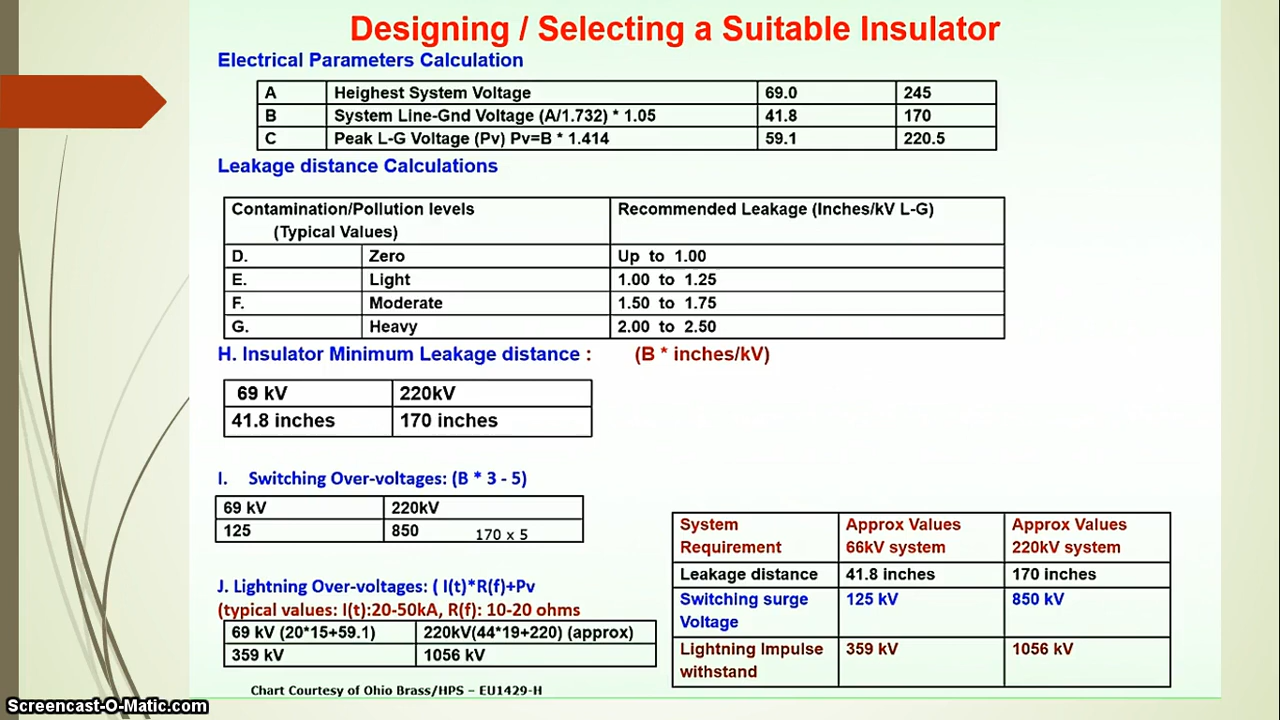 Designing / Selecting a Suitable Insulator
Electrical Parameters Calculation
A Heighest System Voltage 69.0 245
B System Line-Gnd Voltage (A/1.732) * 1.05 41.8 170
C Peak L-G Voltage (Pv) Pv=B * 1.414 59.1 220.5
Leakage distance Calculations
Contamination/Pollution levels Recommended Leakage (Inches/kV L-G)
(Typical Values)
D. Zero Up to 1.00
E. Light 1.00 to 1.25
F. Moderate 1.50 to 1.75
G. Heavy 2.00 to 2.50
H. Insulator Minimum Leakage distance : (B * inches/kV)
69 kV 220kV
41.8 inches 170 inches
I. Switching Over-voltages: (B * 3 - 5)
69 kV 220kV
125 850 170 x 5
J. Lightning Over-voltages: ( I(t)*R(f)+Pv
(typical values: I(t):20-50kA, R(f): 10-20 ohms
69 kV (20*15+59.1) 220kV(44*19+220) (approx)
359 kV 1056 kV
Chart Courtesy of Ohio Brass/HPS – EU1429-H
System Approx Values Approx Values
Requirement 66kV system 220kV system
Leakage distance 41.8 inches 170 inches
Switching surge 125 kV 850 kV
Voltage
Lightning Impulse 359 kV 1056 kV
withstand
Screencast-O-Matic.com